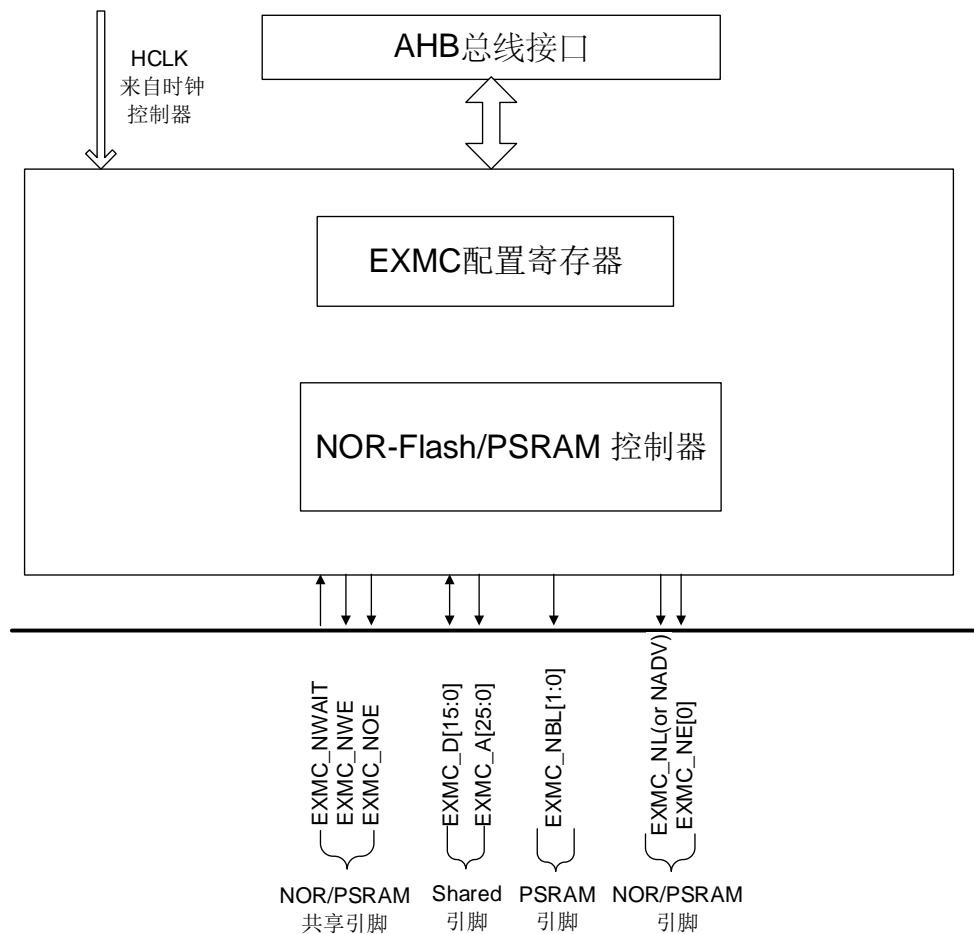 HCLK
来自时钟
控制器
AHB总线接口
EXMC配置寄存器
NOR-Flash/PSRAM 控制器
EXMC_NWAIT
EXMC_NWE
EXMC_NOE
EXMC_D[15:0]
EXMC_A[25:0]
EXMC_NBL[1:0]
EXMC_NL(or NADV)
EXMC_NE[0]
NOR/PSRAM
共享引脚
Shared
引脚
PSRAM
引脚
NOR/PSRAM
引脚